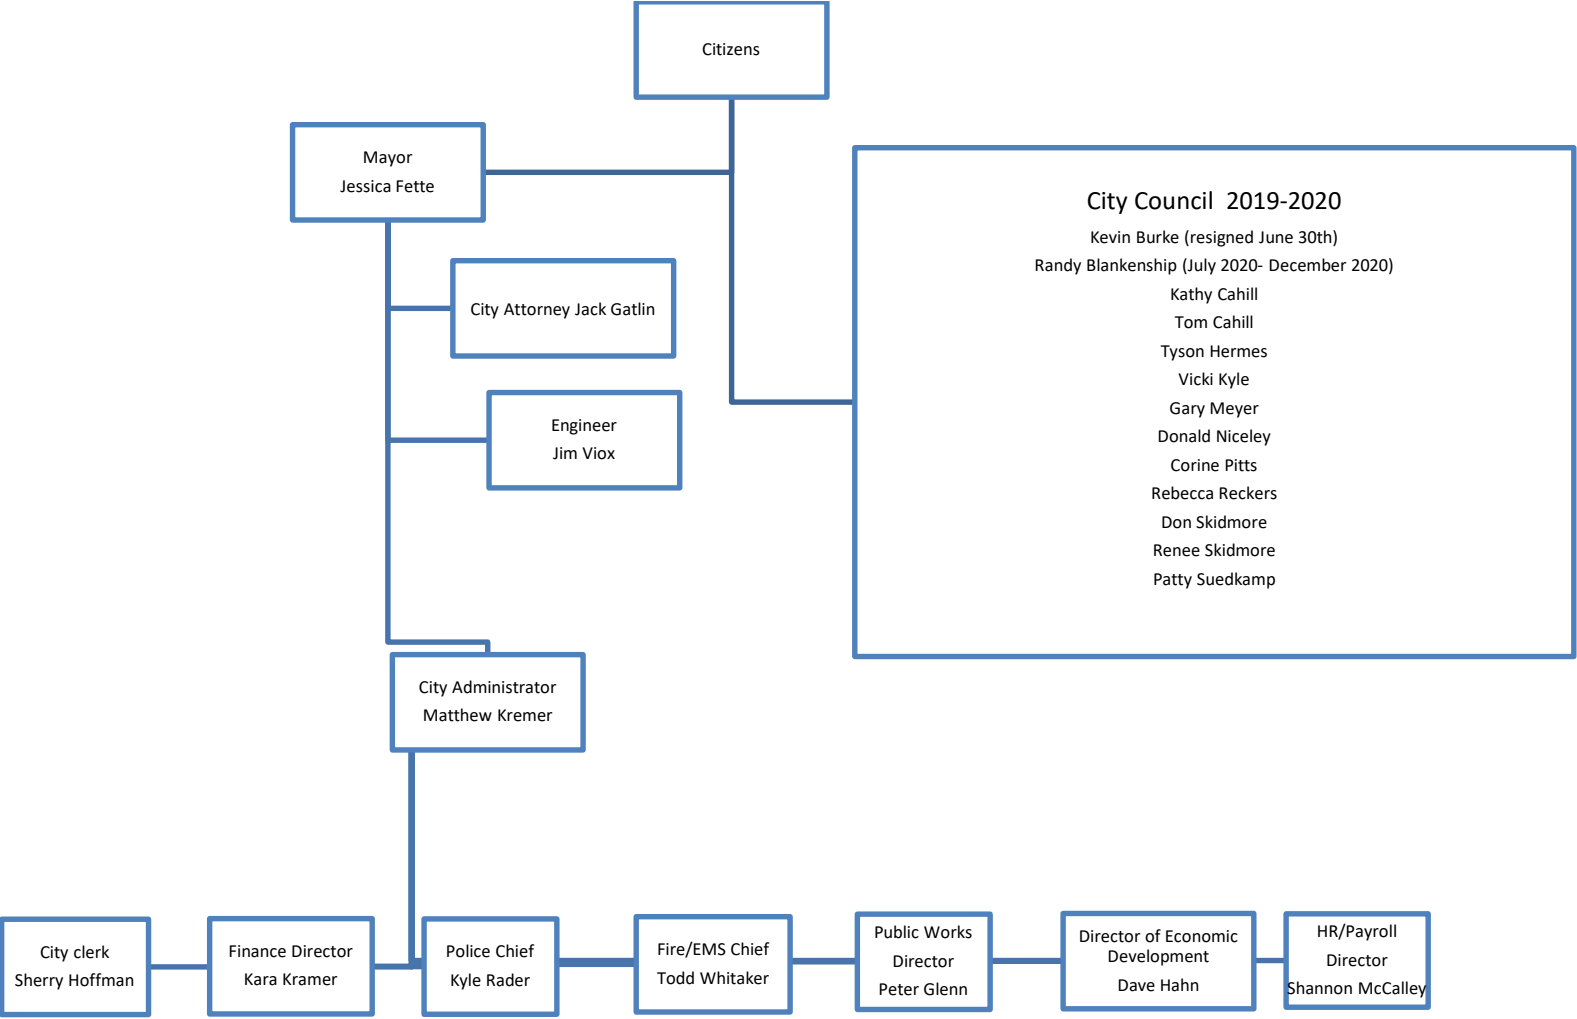 Citizens
Mayor
Jessica Fette
City Council  2019-2020
Kevin Burke (resigned June 30th)
Randy Blankenship (July 2020- December 2020)
Kathy Cahill
Tom Cahill
Tyson Hermes
Vicki Kyle
Gary Meyer
Donald Niceley
Corine Pitts
Rebecca Reckers
Don Skidmore
Renee Skidmore
Patty Suedkamp
City Attorney Jack Gatlin
Engineer
Jim Viox
City Administrator
Matthew Kremer
City clerk
Sherry Hoffman
Finance Director
Kara Kramer
Police Chief
Kyle Rader
Fire/EMS Chief
Todd Whitaker
Public Works
Director
Peter Glenn
Director of Economic
Development
Dave Hahn
HR/Payroll
Director
Shannon McCalley